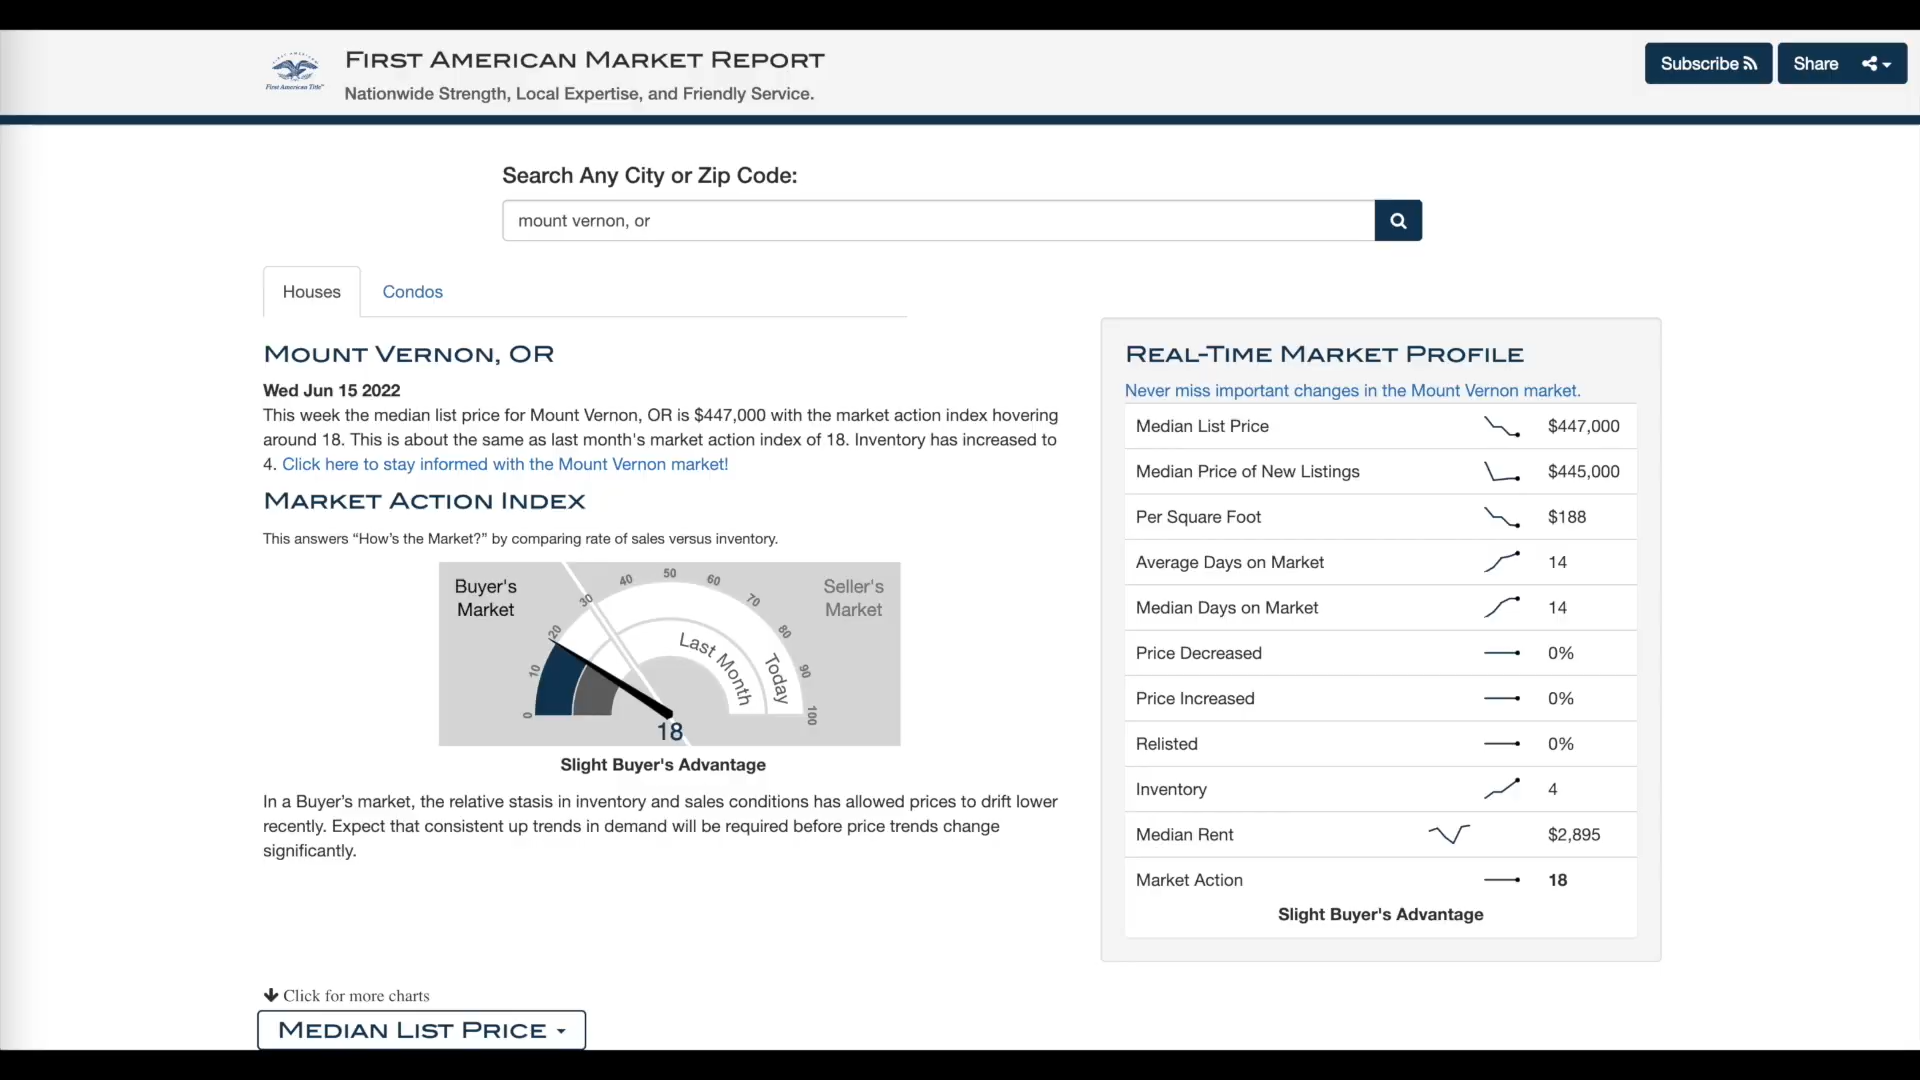 First American Market Report
Nationwide Strength, Local Expertise, and Friendly Service.
First American Title™
Subscribe
Share
Search Any City or Zip Code:
mount vernon, or
Houses
Condos
Mount Vernon, OR
Wed Jun 15 2022
This week the median list price for Mount Vernon, OR is $447,000 with the market action index hovering
around 18. This is about the same as last month's market action index of 18. Inventory has increased to
4. Click here to stay informed with the Mount Vernon market!
Market Action Index
This answers “How's the Market?” by comparing rate of sales versus inventory.
Buyer's
Market
Seller's
Market
0
10
20
30
40
50
60
70
80
90
100
Last Month
Today
18
Slight Buyer's Advantage
In a Buyer's market, the relative stasis in inventory and sales conditions has allowed prices to drift lower
recently. Expect that consistent up trends in demand will be required before price trends change
significantly.
Click for more charts
Median List Price
Real-Time Market Profile
Never miss important changes in the Mount Vernon market.
Median List Price $447,000
Median Price of New Listings $445,000
Per Square Foot $188
Average Days on Market 14
Median Days on Market 14
Price Decreased 0%
Price Increased 0%
Relisted 0%
Inventory 4
Median Rent $2,895
Market Action 18
Slight Buyer's Advantage